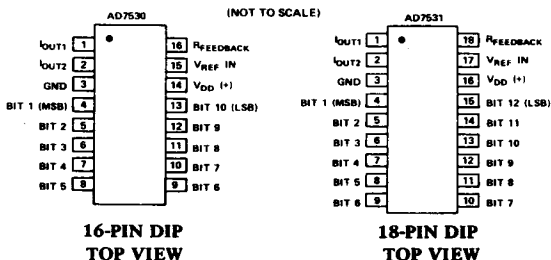 (NOT TO SCALE)
AD7530
IOUT1 1
IOUT2 2
GND 3
BIT 1 (MSB) 4
BIT 2 5
BIT 3 6
BIT 4 7
BIT 5 8
16 RFEEDBACK
15 VREF IN
14 VDD (+)
13 BIT 10 (LSB)
12 BIT 9
11 BIT 8
10 BIT 7
9 BIT 6
16-PIN DIP
TOP VIEW
AD7531
IOUT1 1
IOUT2 2
GND 3
BIT 1 (MSB) 4
BIT 2 5
BIT 3 6
BIT 4 7
BIT 5 8
BIT 6 9
18 RFEEDBACK
17 VREF IN
16 VDD (+)
15 BIT 12 (LSB)
14 BIT 11
13 BIT 10
12 BIT 9
11 BIT 8
10 BIT 7
18-PIN DIP
TOP VIEW